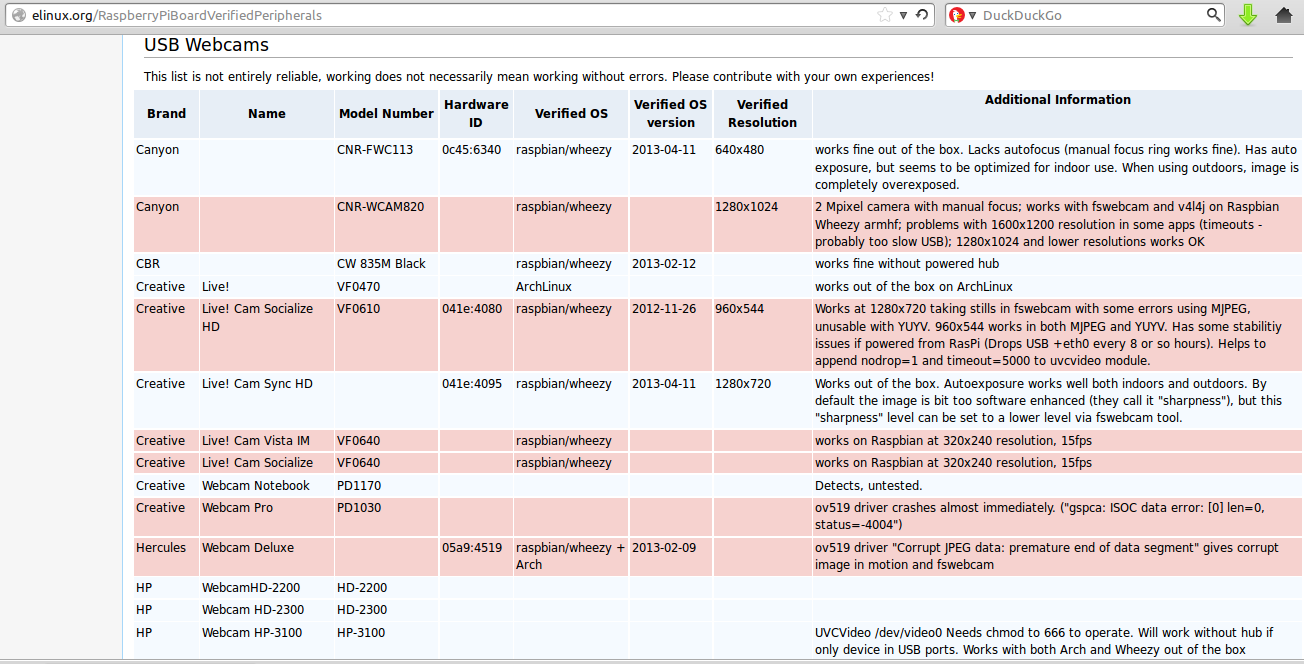 elinux.org/RaspberryPiBoardVerifiedPeripherals
DuckDuckGo
USB Webcams
This list is not entirely reliable, working does not necessarily mean working without errors. Please contribute with your own experiences!
Brand Name Model Number Hardware ID Verified OS Verified OS version Verified Resolution Additional Information
Canyon CNR-FWC113 0c45:6340 raspbian/wheezy 2013-04-11 640x480 works fine out of the box. Lacks autofocus (manual focus ring works fine). Has auto
exposure, but seems to be optimized for indoor use. When using outdoors, image is
completely overexposed.
Canyon CNR-WCAM820 raspbian/wheezy 1280x1024 2 Mpixel camera with manual focus; works with fswebcam and v4l4j on Raspbian
Wheezy armhf; problems with 1600x1200 resolution in some apps (timeouts -
probably too slow USB); 1280x1024 and lower resolutions works OK
CBR CW 835M Black raspbian/wheezy 2013-02-12 works fine without powered hub
Creative Live! VF0470 ArchLinux works out of the box on ArchLinux
Creative Live! Cam Socialize VF0610 041e:4080 raspbian/wheezy 2012-11-26 960x544 Works at 1280x720 taking stills in fswebcam with some errors using MJPEG,
HD unusable with YUYV. 960x544 works in both MJPEG and YUYV. Has some stabilitiy
issues if powered from RasPi (Drops USB +eth0 every 8 or so hours). Helps to
append nodrop=1 and timeout=5000 to uvcvideo module.
Creative Live! Cam Sync HD 041e:4095 raspbian/wheezy 2013-04-11 1280x720 Works out of the box. Autoexposure works well both indoors and outdoors. By
default the image is bit too software enhanced (they call it "sharpness"), but this
"sharpness" level can be set to a lower level via fswebcam tool.
Creative Live! Cam Vista IM VF0640 raspbian/wheezy works on Raspbian at 320x240 resolution, 15fps
Creative Live! Cam Socialize VF0640 raspbian/wheezy works on Raspbian at 320x240 resolution, 15fps
Creative Webcam Notebook PD1170 Detects, untested.
Creative Webcam Pro PD1030 ov519 driver crashes almost immediately. ("gspca: ISOC data error: [0] len=0,
status=-4004")
Hercules Webcam Deluxe 05a9:4519 raspbian/wheezy + 2013-02-09 ov519 driver "Corrupt JPEG data: premature end of data segment" gives corrupt
Arch image in motion and fswebcam
HP WebcamHD-2200 HD-2200
HP Webcam HD-2300 HD-2300
HP Webcam HP-3100 HP-3100 UVCVideo /dev/video0 Needs chmod to 666 to operate. Will work without hub if
only device in USB ports. Works with both Arch and Wheezy out of the box